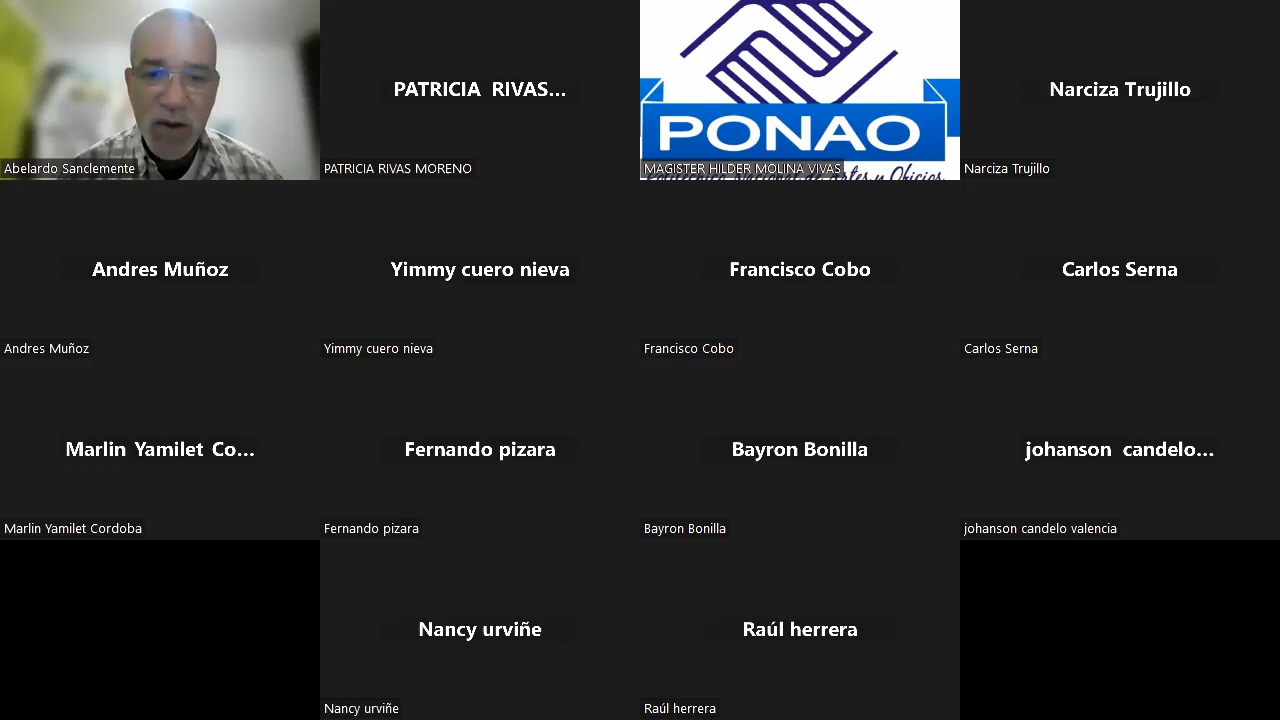 Abelardo Sanclemente
PATRICIA RIVAS...
PATRICIA RIVAS MORENO
PONAO
MAGISTER HILDER MOLINA VIVAS
Narciza Trujillo
Narciza Trujillo
Andres Muñoz
Andres Muñoz
Yimmy cuero nieva
Yimmy cuero nieva
Francisco Cobo
Francisco Cobo
Carlos Serna
Carlos Serna
Marlin Yamilet Co...
Marlin Yamilet Cordoba
Fernando pizara
Fernando pizara
Bayron Bonilla
Bayron Bonilla
johanson candelo...
johanson candelo valencia
Nancy urviñe
Nancy urviñe
Raúl herrera
Raúl herrera